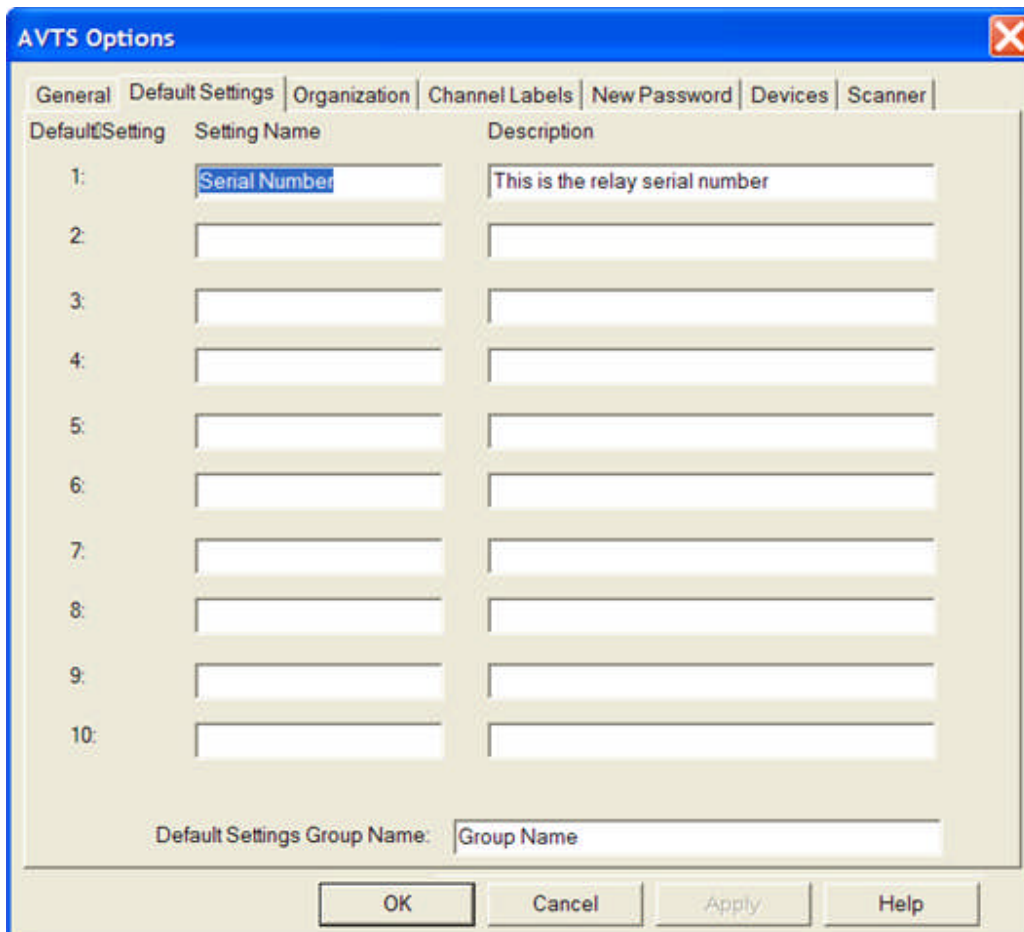 AVTS Options
General Default Settings Organization Channel Labels New Password Devices Scanner
Default▯Setting Setting Name Description
1: Serial Number This is the relay serial number
2:
3:
4:
5:
6:
7:
8:
9:
10:
Default Settings Group Name: Group Name
OK Cancel Apply Help